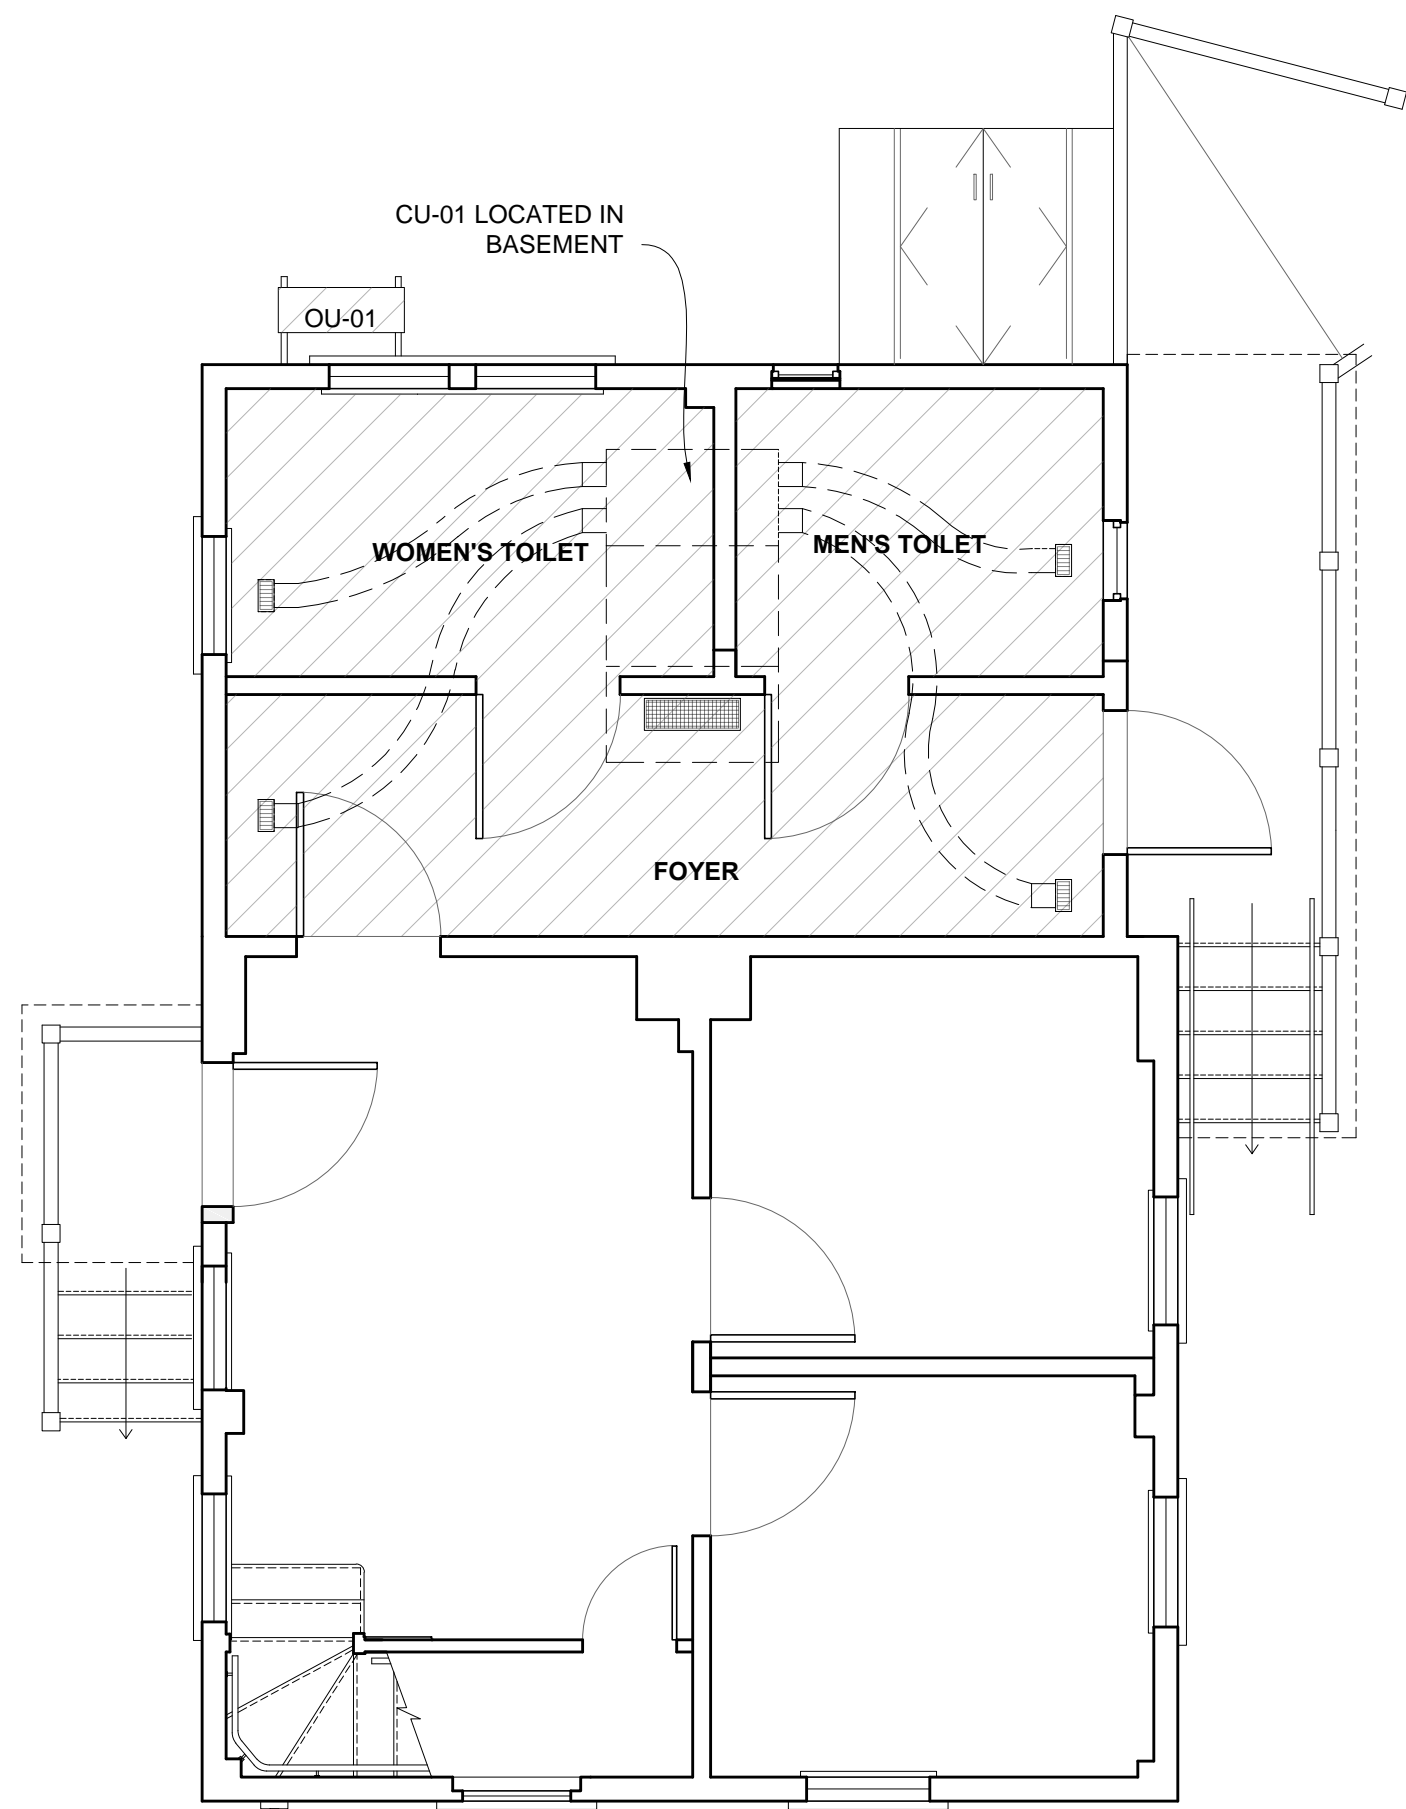 CU-01 LOCATED IN
BASEMENT
OU-01
WOMEN'S TOILET
MEN'S TOILET
FOYER